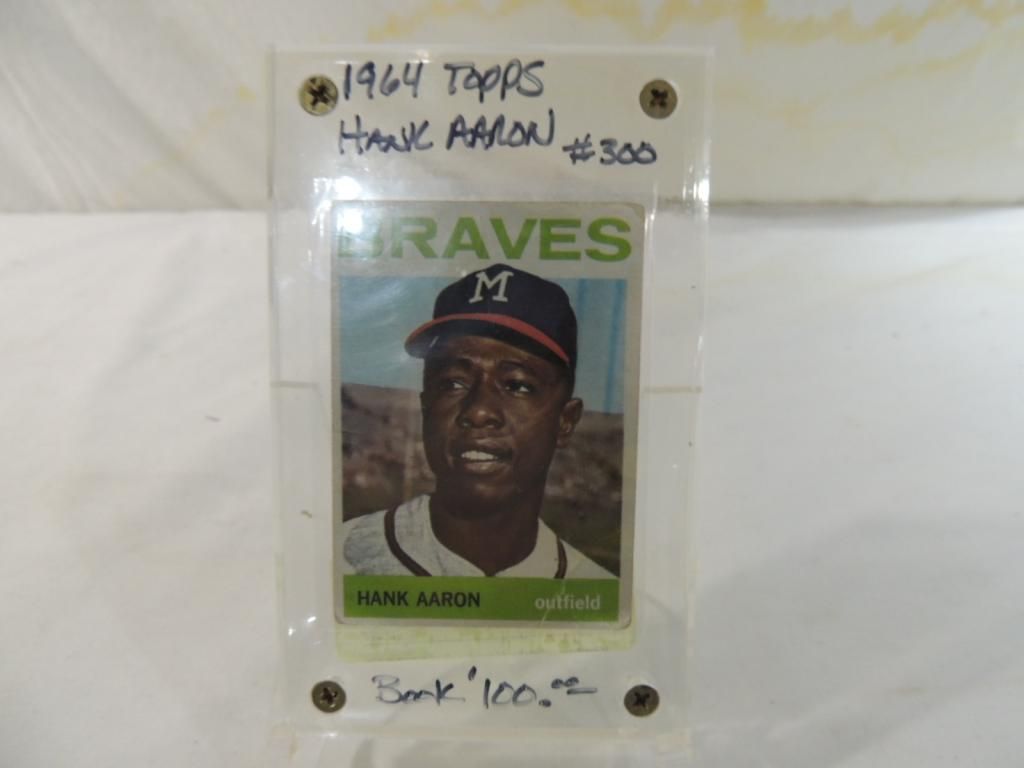 1964 TOPPS
HANK AARON #300
BRAVES
M
HANK AARON outfield
Book $100.00